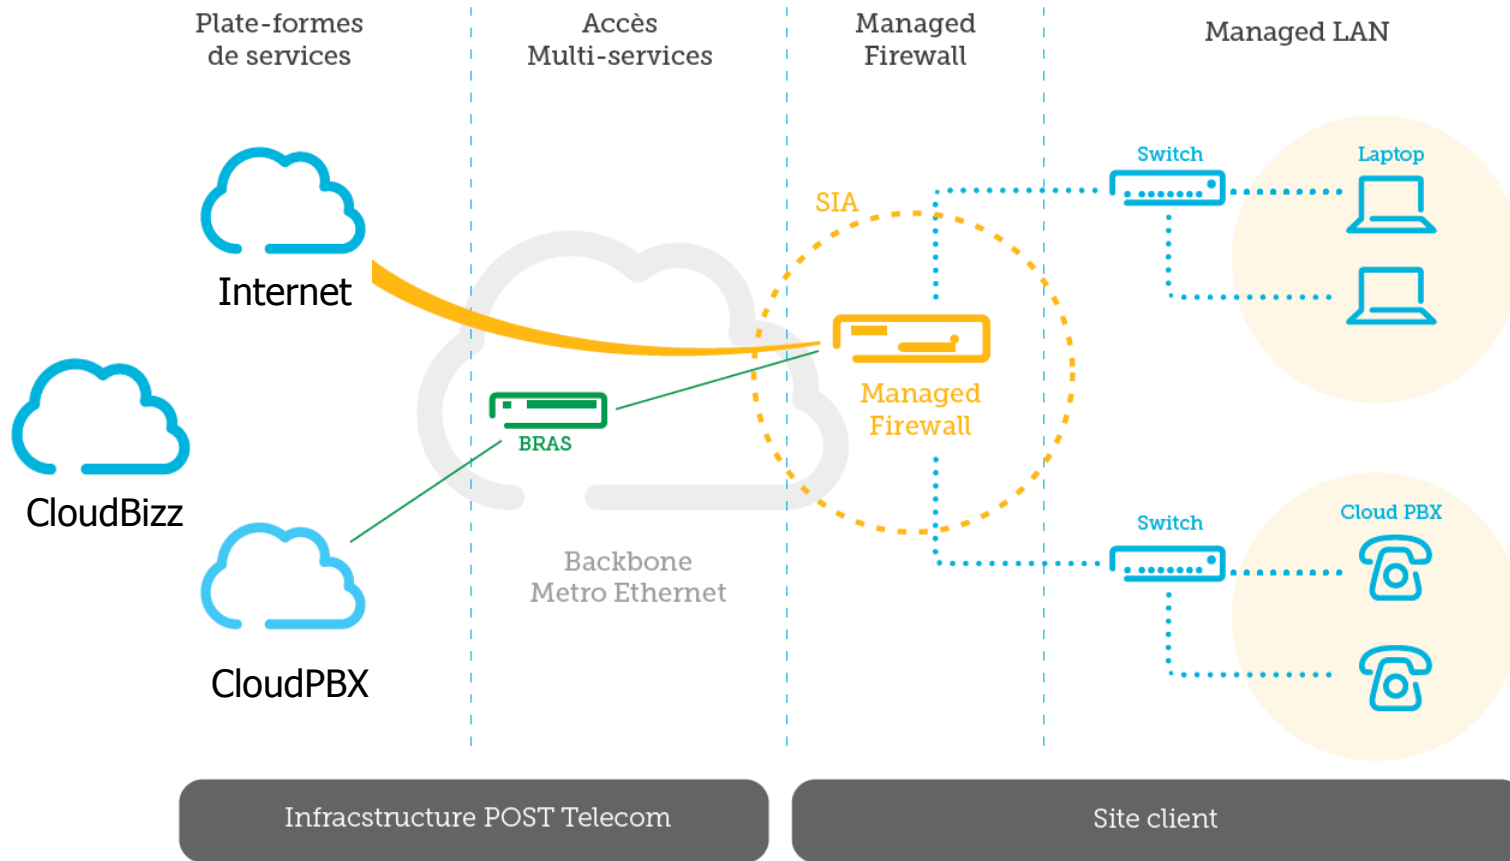 Plate-formes
de services
Accès
Multi-services
Managed
Firewall
Managed LAN
Switch
Laptop
SIA
Internet
Managed
Firewall
BRAS
CloudBizz
Switch
Cloud PBX
Backbone
Metro Ethernet
CloudPBX
Infracstructure POST Telecom
Site client